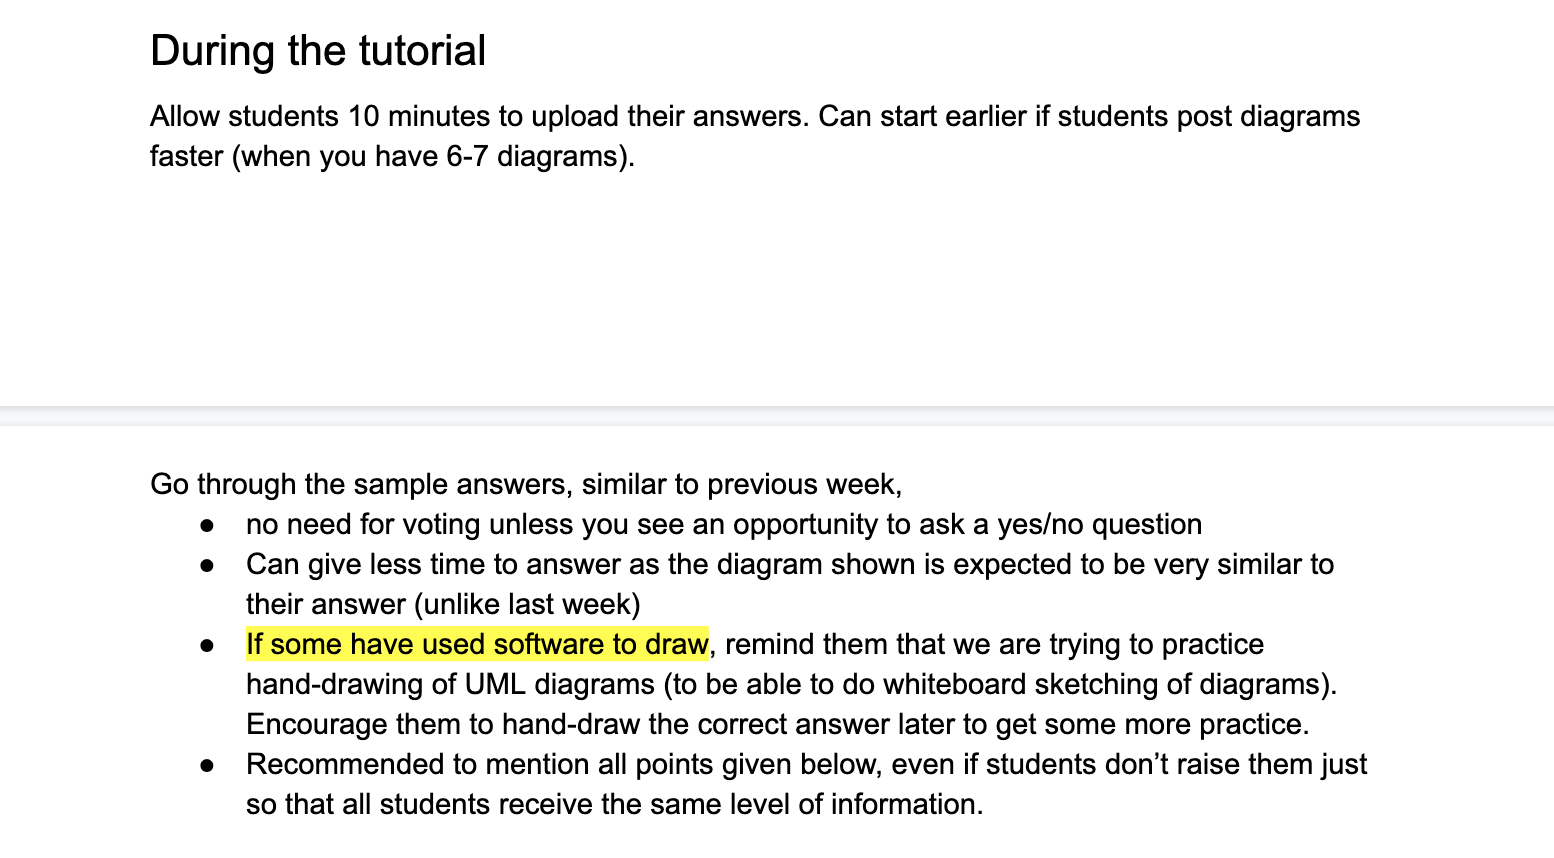 During the tutorial
Allow students 10 minutes to upload their answers. Can start earlier if students post diagrams
faster (when you have 6-7 diagrams).
Go through the sample answers, similar to previous week,
● no need for voting unless you see an opportunity to ask a yes/no question
● Can give less time to answer as the diagram shown is expected to be very similar to
their answer (unlike last week)
● If some have used software to draw, remind them that we are trying to practice
hand-drawing of UML diagrams (to be able to do whiteboard sketching of diagrams).
Encourage them to hand-draw the correct answer later to get some more practice.
● Recommended to mention all points given below, even if students don’t raise them just
so that all students receive the same level of information.